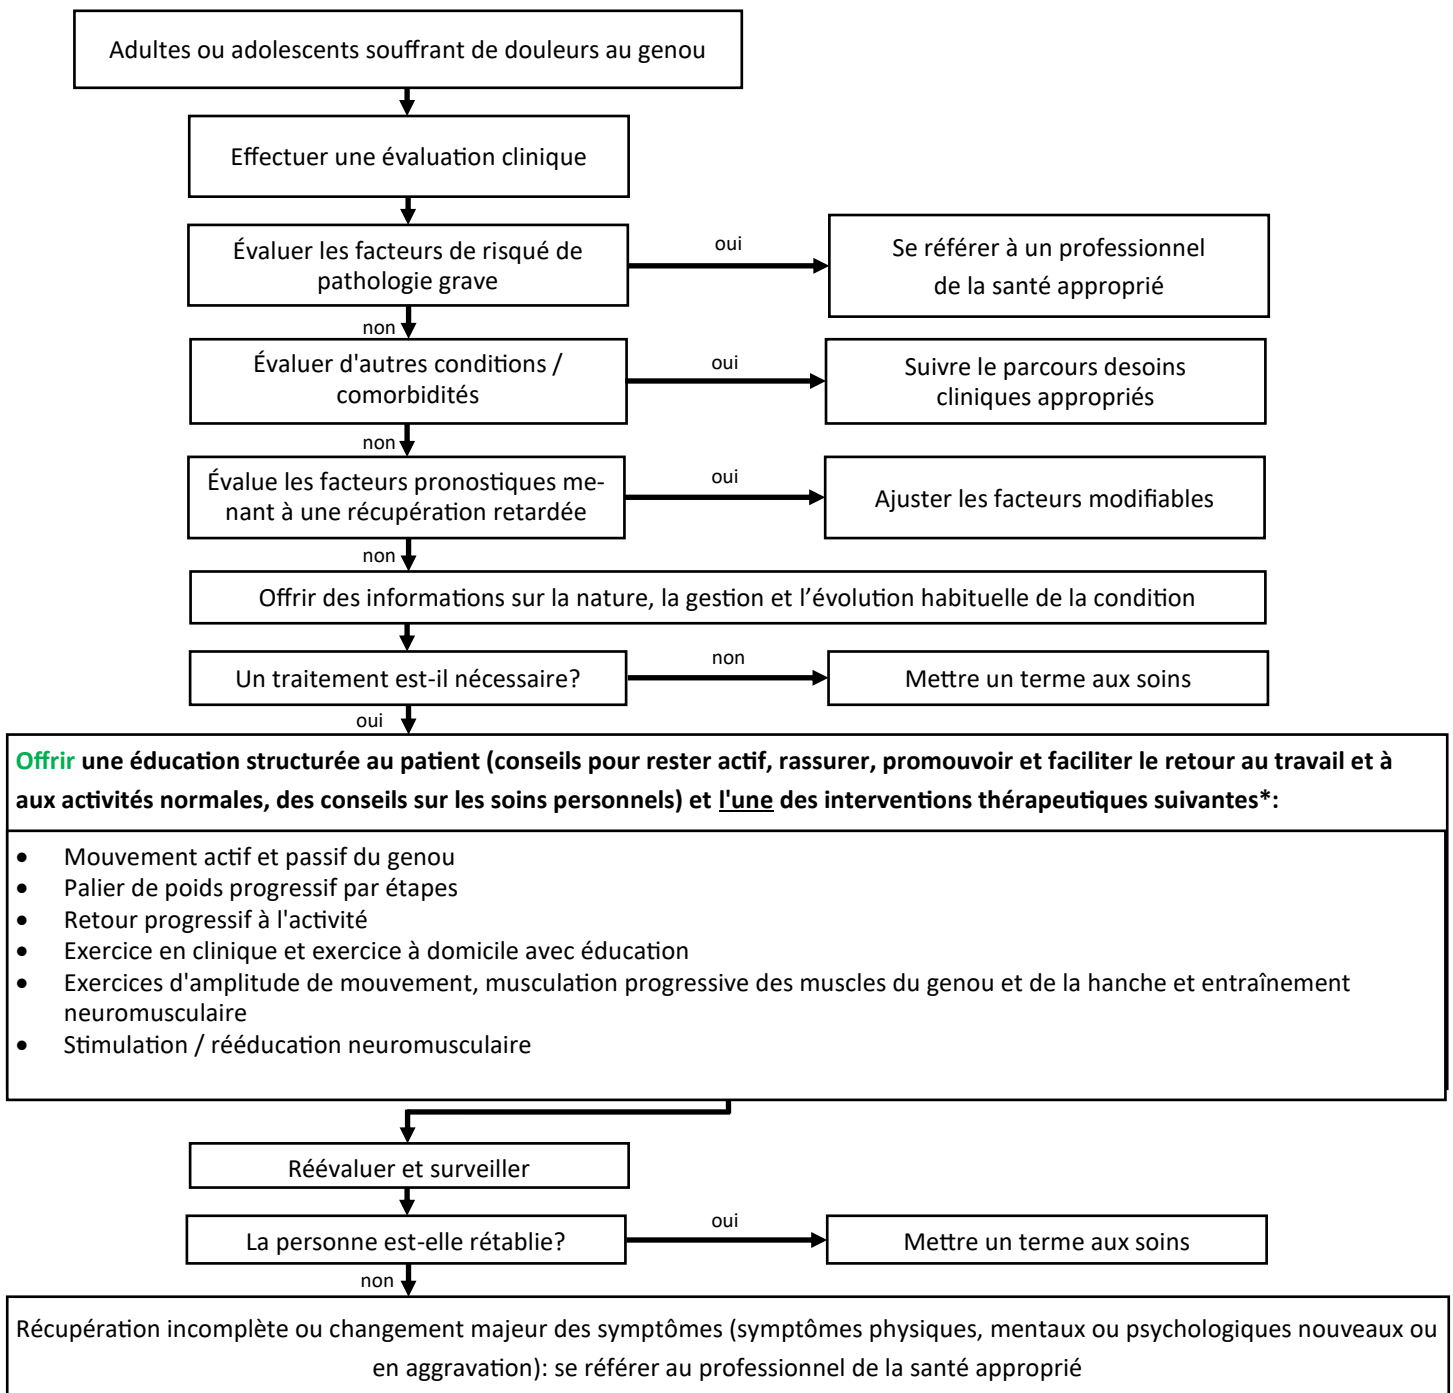 Adultes ou adolescents souffrant de douleurs au genou
Effectuer une évaluation clinique
Évaluer les facteurs de risqué de
pathologie grave
oui
Se référer à un professionnel
de la santé approprié
non
Évaluer d'autres conditions /
comorbidités
oui
Suivre le parcours desoins
cliniques appropriés
non
Évalue les facteurs pronostiques me-
nant à une récupération retardée
oui
Ajuster les facteurs modifiables
non
Offrir des informations sur la nature, la gestion et l’évolution habituelle de la condition
Un traitement est-il nécessaire?
non
Mettre un terme aux soins
oui
Offrir une éducation structurée au patient (conseils pour rester actif, rassurer, promouvoir et faciliter le retour au travail et à
aux activités normales, des conseils sur les soins personnels) et l'une des interventions thérapeutiques suivantes*:
• Mouvement actif et passif du genou
• Palier de poids progressif par étapes
• Retour progressif à l'activité
• Exercice en clinique et exercice à domicile avec éducation
• Exercices d'amplitude de mouvement, musculation progressive des muscles du genou et de la hanche et entraînement
neuromusculaire
• Stimulation / rééducation neuromusculaire
Réévaluer et surveiller
La personne est-elle rétablie?
oui
Mettre un terme aux soins
non
Récupération incomplète ou changement majeur des symptômes (symptômes physiques, mentaux ou psychologiques nouveaux ou
en aggravation): se référer au professionnel de la santé approprié